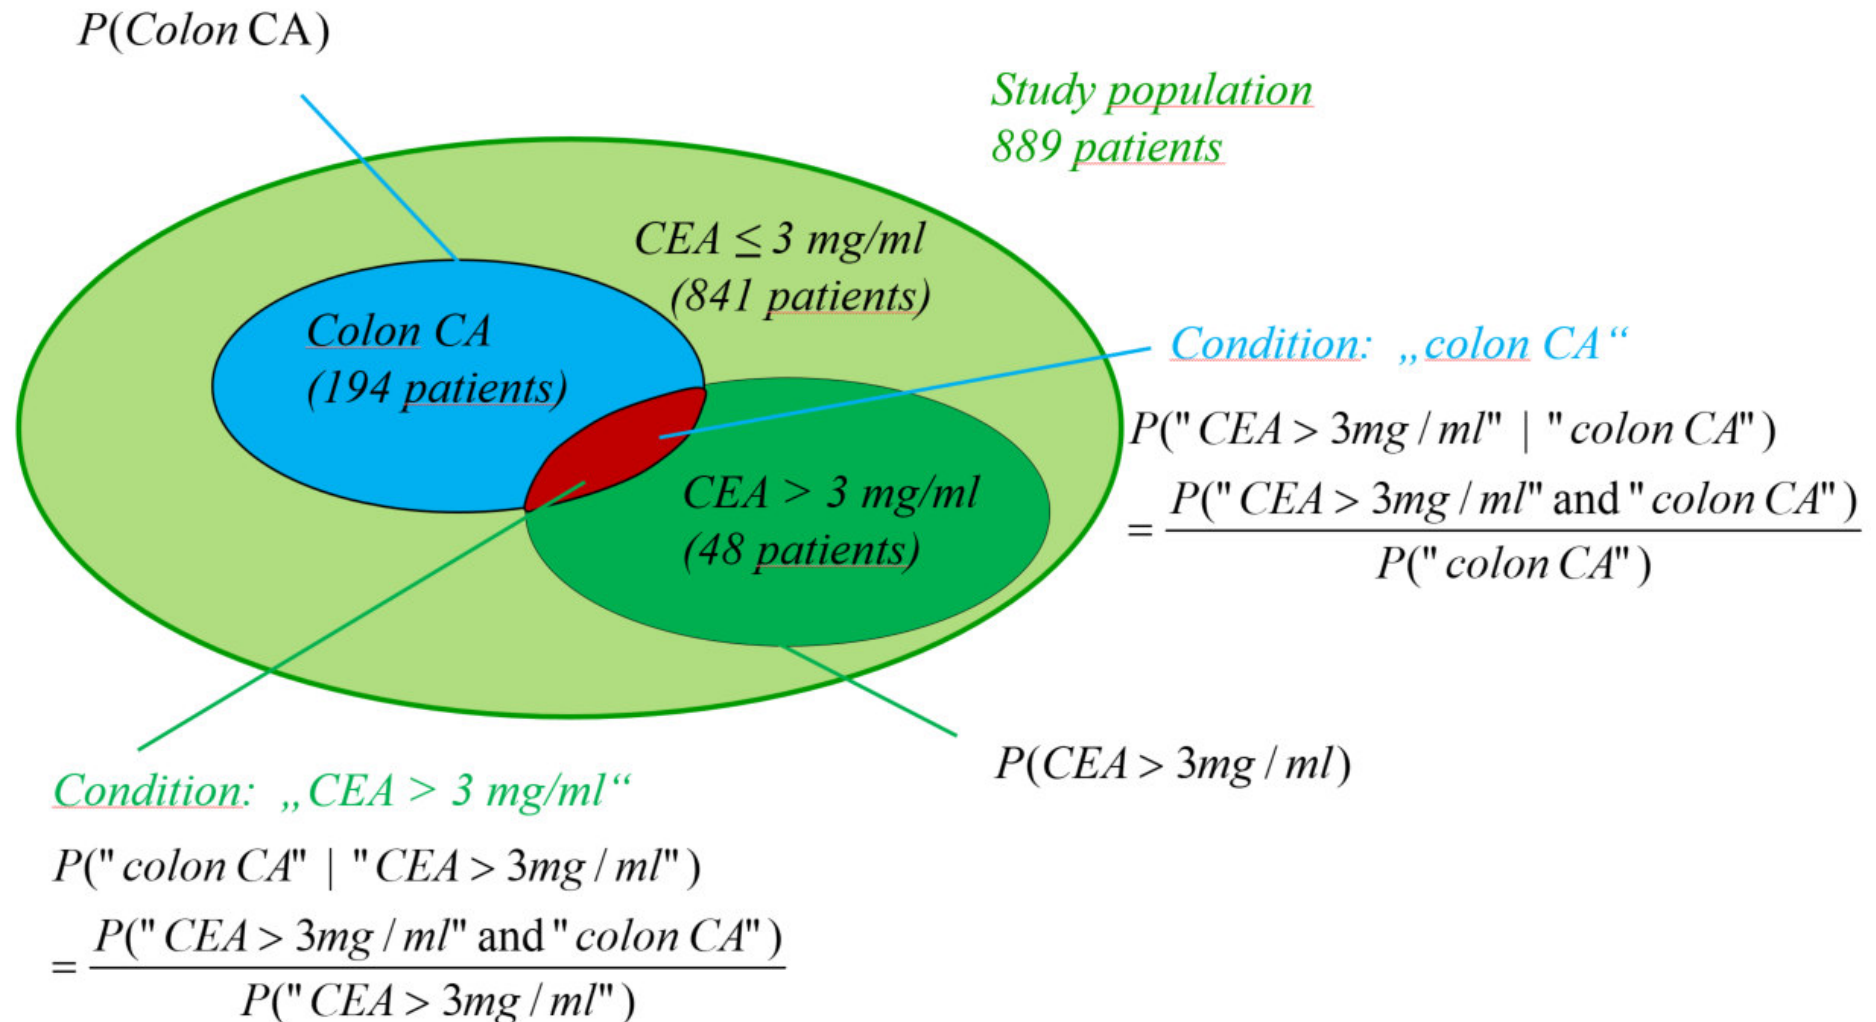 P(Colon CA)
Study population
889 patients
CEA ≤ 3 mg/ml
(841 patients)
Colon CA
(194 patients)
CEA > 3 mg/ml
(48 patients)
Condition: „colon CA“
P(" CEA > 3mg / ml" | " colon CA" )
= P(" CEA > 3mg / ml" and " colon CA" )
P(" colon CA" )
P(CEA > 3mg / ml)
Condition: „CEA > 3 mg/ml“
P(" colon CA" | " CEA > 3mg / ml" )
= P(" CEA > 3mg / ml" and " colon CA" )
P(" CEA > 3mg / ml" )